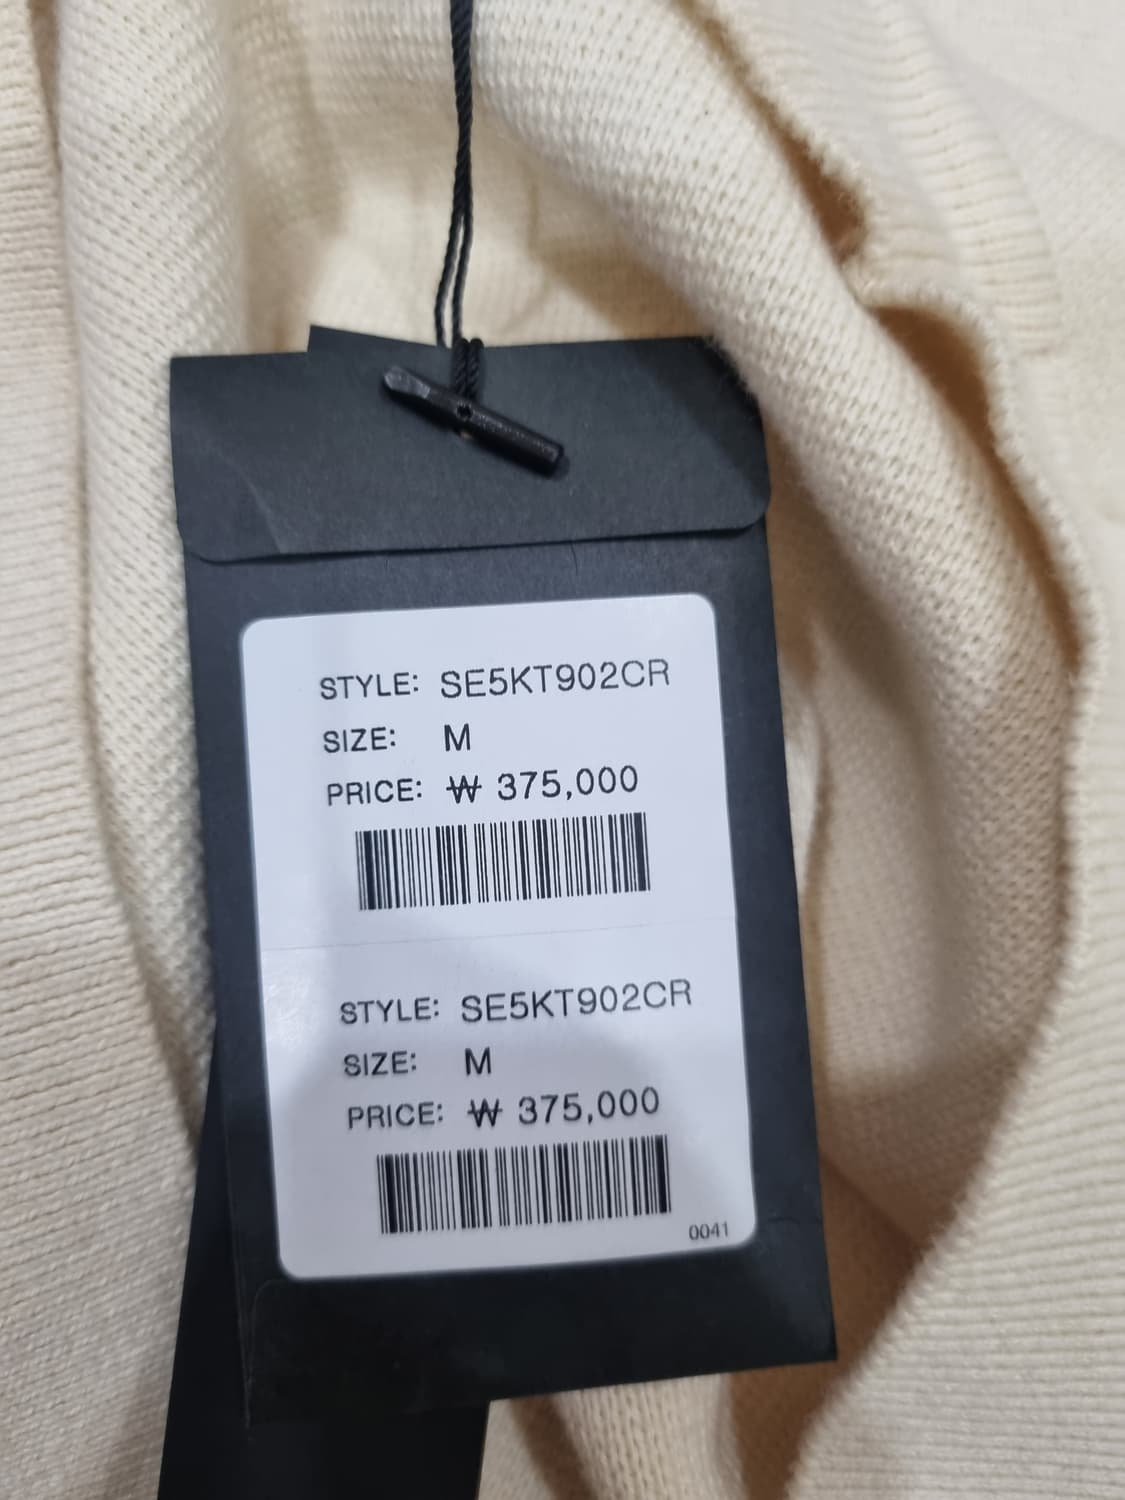 STYLE: SE5KT902CR
SIZE: M
PRICE: ₩ 375,000
STYLE: SE5KT902CR
SIZE: M
PRICE: ₩ 375,000
0041